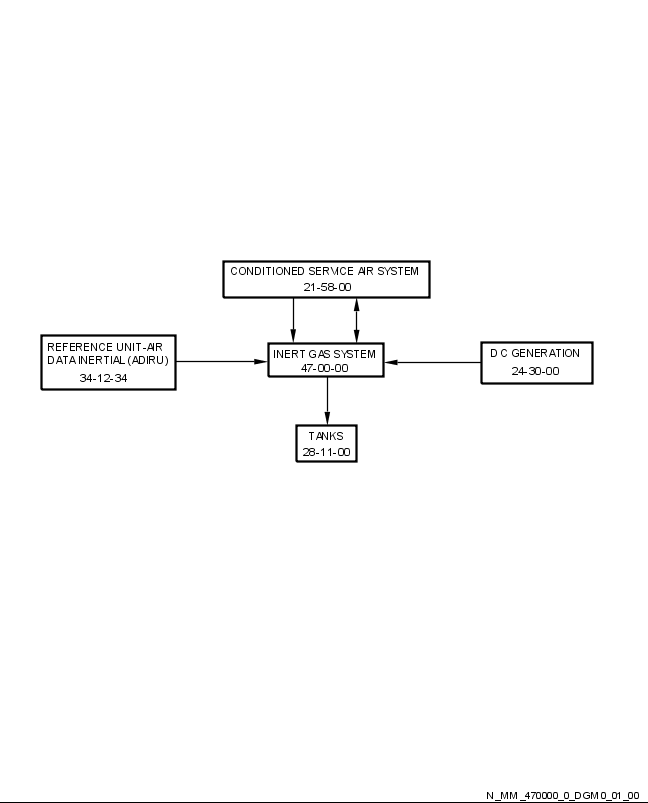 CONDITIONED SERVICE AIR SYSTEM
21-58-00
REFERENCE UNIT-AIR
DATA INERTIAL (ADIRU)
34-12-34
INERT GAS SYSTEM
47-00-00
DC GENERATION
24-30-00
TANKS
28-11-00
N_MM_470000_0_DGM0_01_00